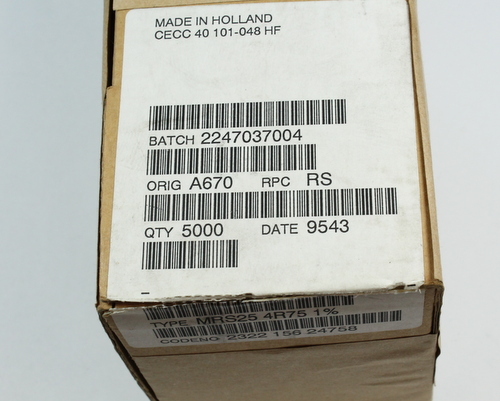 MADE IN HOLLAND
CECC 40 101-048 HF
BATCH 2247037004
ORIG A670 RPC RS
QTY 5000 DATE 9543
TYPE MRS25 4R75 1%
CODENO 2322 156 24758